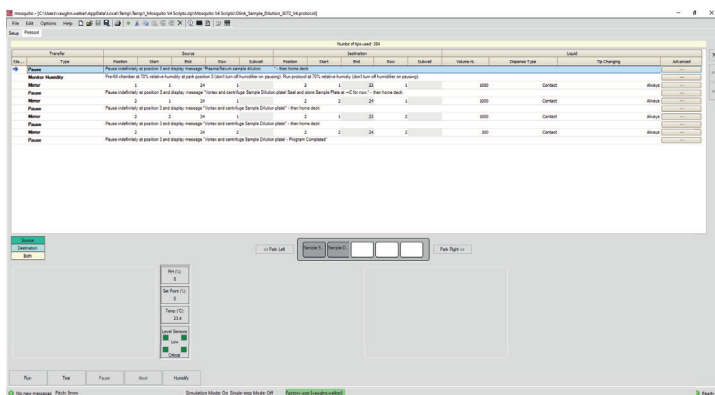 mosquito - [C:\Users\vaughn.walker\AppData\Local\Temp\Temp1_Mosquito V4 Scripts.zip\Mosquito V4 Scripts\Olink_Sample_Dilution_3072_V4.protocol]
File Edit Options Help
Setup Protocol
Number of tips used: 384
Transfer Source Destination Liquid
Sta... Type Position Start End Row Subwell Position Start End Row Subwell Volume nL Dispense Type Tip Changing Advanced
Pause Pause indefinitely at position 3 and display message "Plasma/Serum sample dilution " - then home deck ...
Monitor Humidity Pre-fill chamber at 70% relative humidity at park position 3 (don't turn off humidifier on pausing). Run protocol at 70% relative humidity (don't turn off humidifier on pausing). ...
Mirror 1 1 24 1 2 1 23 1 1000 Contact Always ...
Pause Pause indefinitely at position 3 and display message "Vortex and centrifuge Sample Dilution plate! Seal and store Sample Plate at +C for now." - then home deck ...
Mirror 2 1 24 1 2 2 24 1 1000 Contact Always ...
Pause Pause indefinitely at position 3 and display message "Vortex and centrifuge Sample Dilution plate!" - then home deck ...
Mirror 2 2 24 1 2 1 23 2 1000 Contact Always ...
Pause Pause indefinitely at position 3 and display message "Vortex and centrifuge Sample Dilution plate!" - then home deck ...
Mirror 2 1 24 2 2 2 24 2 300 Contact Always ...
Pause Pause indefinitely at position 3 and display message "Vortex and centrifuge Sample Dilution plate! - Program Completed"
Source
Destination
Both
<< Park Left Sample S... Sample D... Park Right >>
RH (%):
0
Set Point (%):
0
Temp (°C):
23.4
Level Sensors
Low
Critical
Run Test Pause Abort Humidify
No new messages Pitch: 9mm Simulation Mode: On Single-step Mode: Off Factory user [vaughn.walker] Ready